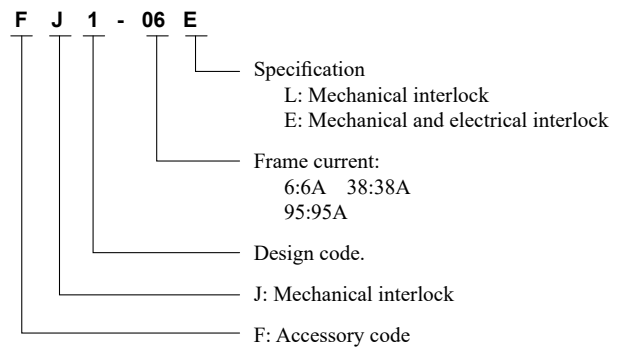 F J 1 - 06 E
Specification
L: Mechanical interlock
E: Mechanical and electrical interlock
Frame current:
6:6A 38:38A
95:95A
Design code.
J: Mechanical interlock
F: Accessory code